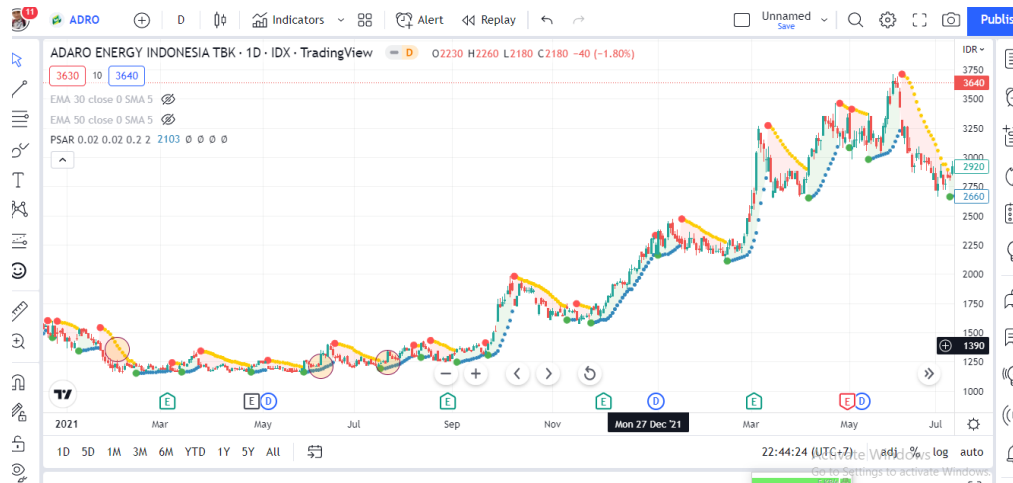 11 ADRO D Indicators Alert Replay Unnamed Publis
Save
ADARO ENERGY INDONESIA TBK · 1D · IDX · TradingView D O2230 H2260 L2180 C2180 −40 (−1.80%) IDR
3630 10 3640
EMA 30 close 0 SMA 5
EMA 50 close 0 SMA 5
PSAR 0.02 0.02 0.2 2 2103 ∅ ∅ ∅ ∅
3750
3640
3500
3250
3000
2920
2750
2660
2500
2250
2000
1750
1500
1390
1250
1000
E E D E E D E E D
2021 Mar May Jul Sep Nov Mon 27 Dec '21 Mar May Jul
1D 5D 1M 3M 6M YTD 1Y 5Y All 22:44:24 (UTC+7) adj % log auto
Activate Windows
Go to Settings to activate Windows.